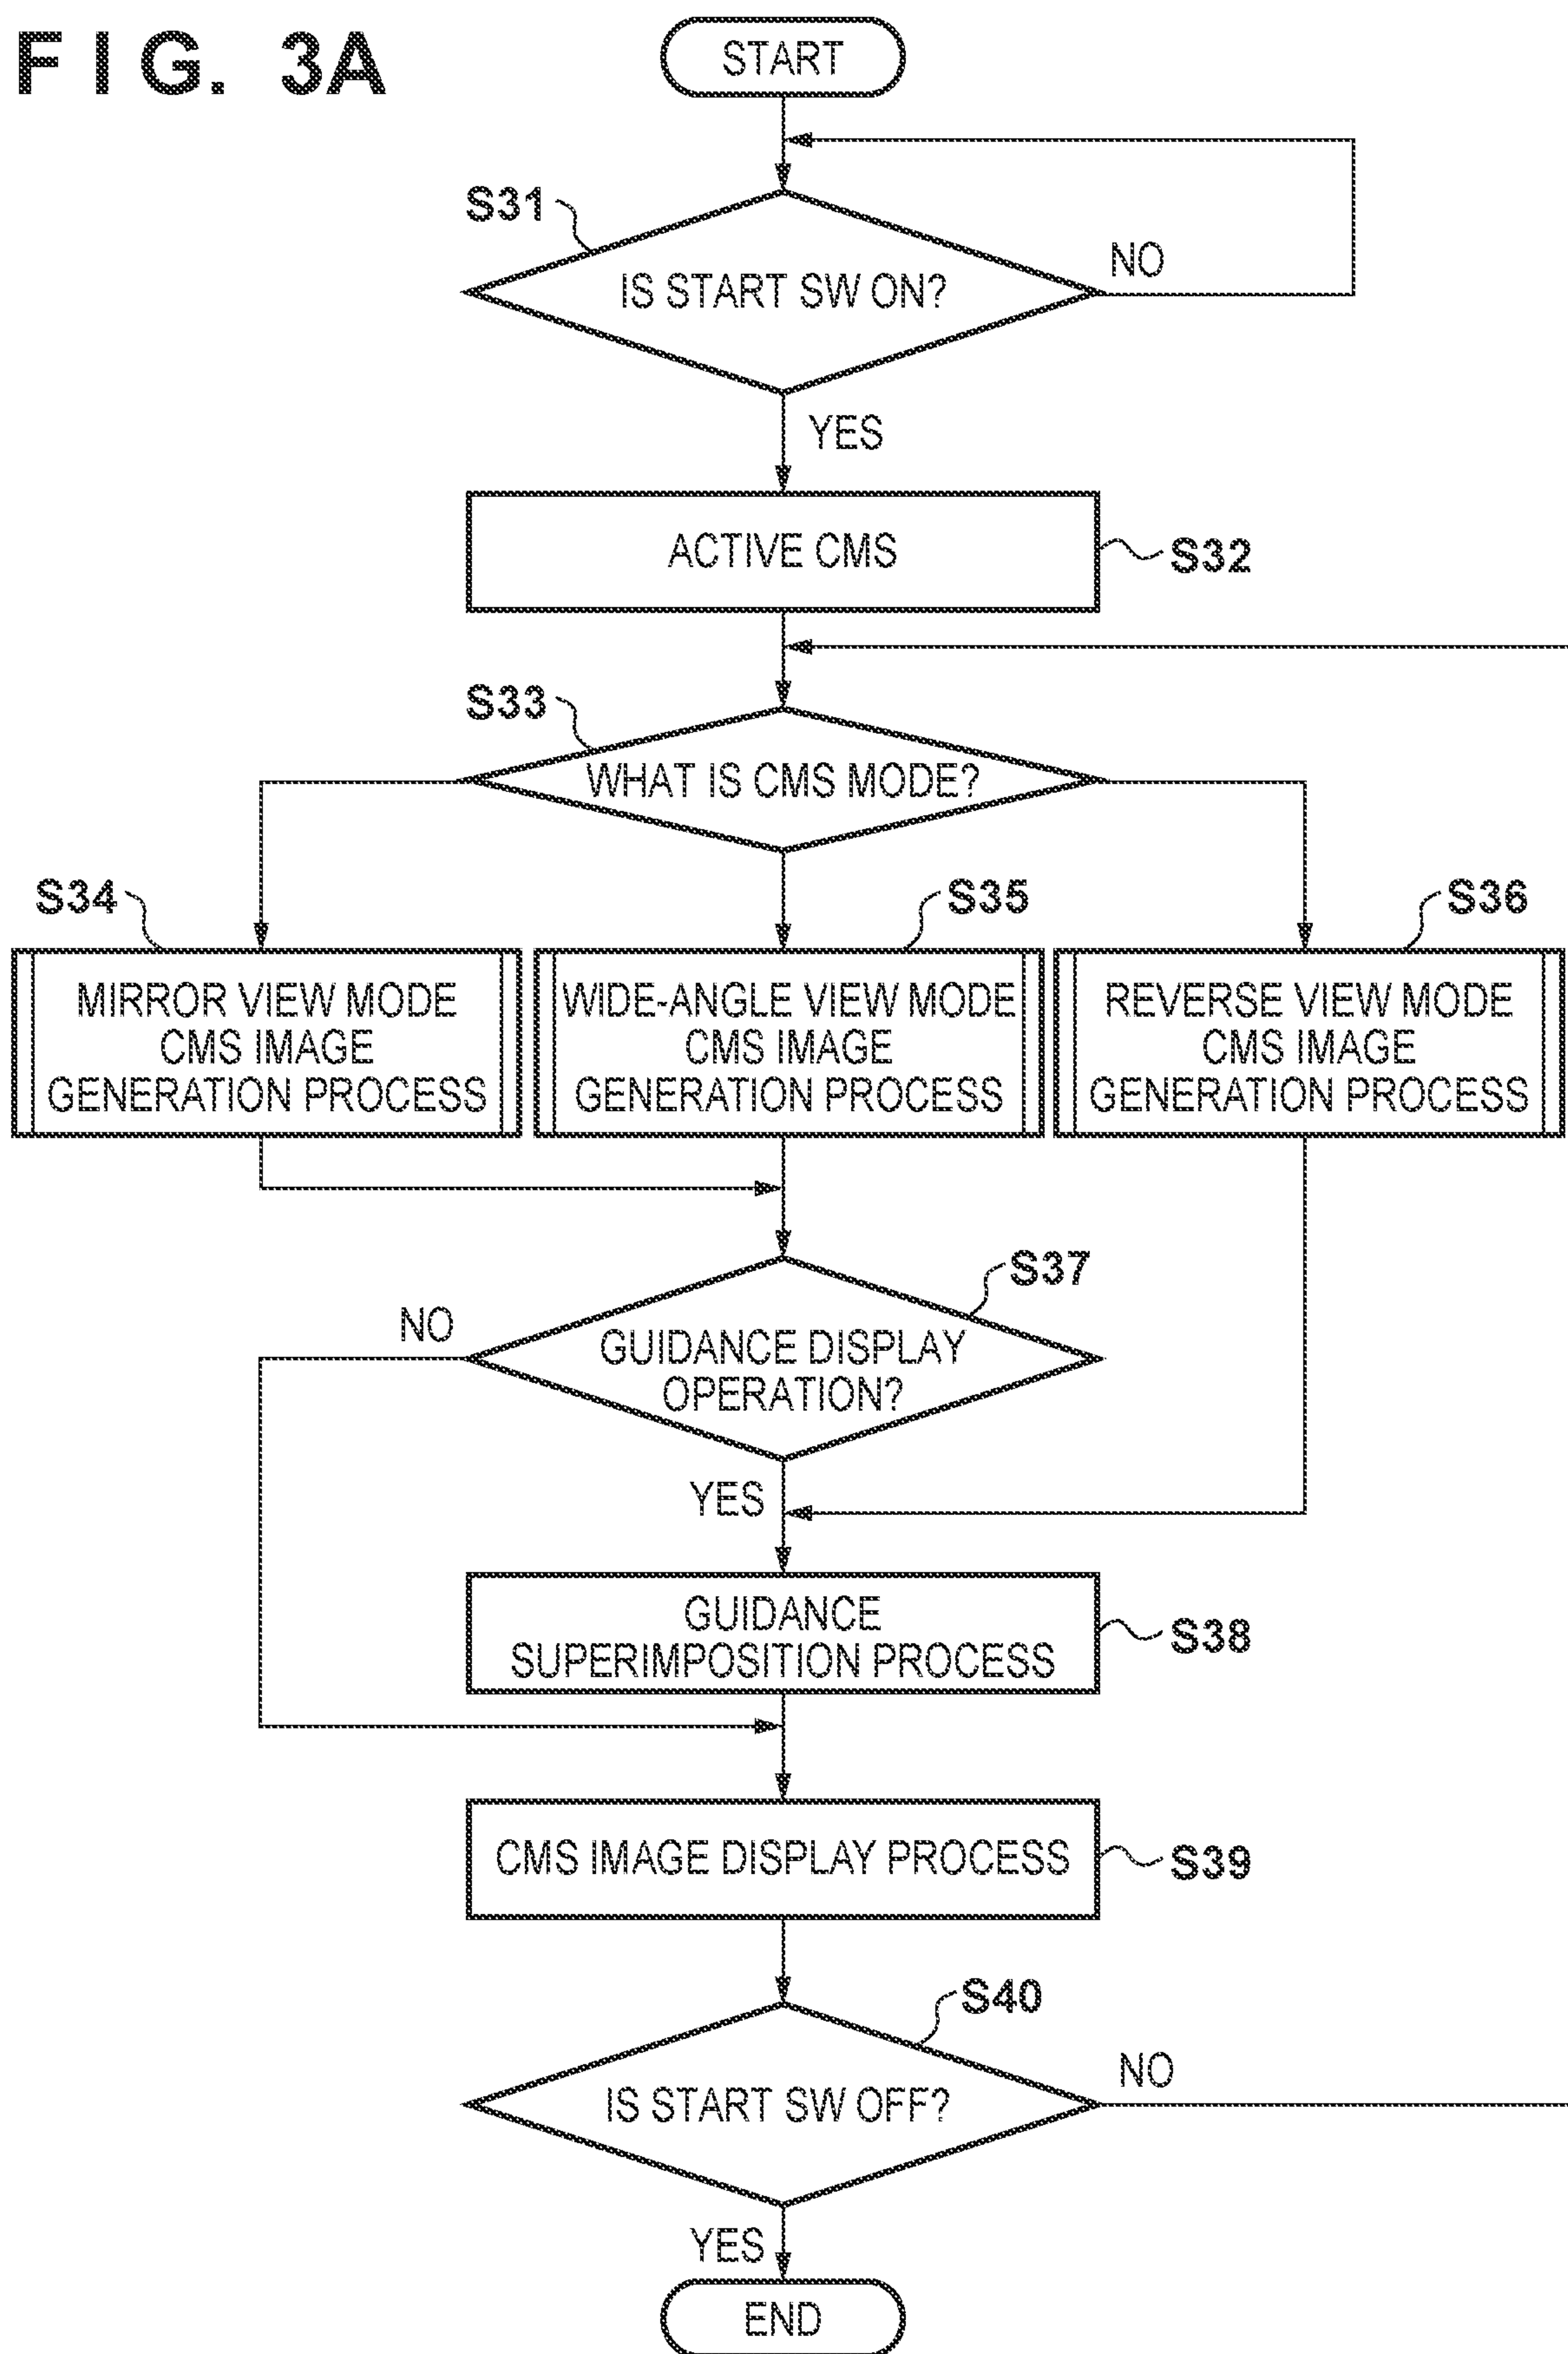 FIG. 3A
START
S31
IS START SW ON?
NO
YES
ACTIVE CMS
S32
S33
WHAT IS CMS MODE?
S34
S35
S36
MIRROR VIEW MODE
CMS IMAGE
GENERATION PROCESS
WIDE-ANGLE VIEW MODE
CMS IMAGE
GENERATION PROCESS
REVERSE VIEW MODE
CMS IMAGE
GENERATION PROCESS
S37
NO
GUIDANCE DISPLAY
OPERATION?
YES
GUIDANCE
SUPERIMPOSITION PROCESS
S38
CMS IMAGE DISPLAY PROCESS
S39
S40
IS START SW OFF?
NO
YES
END